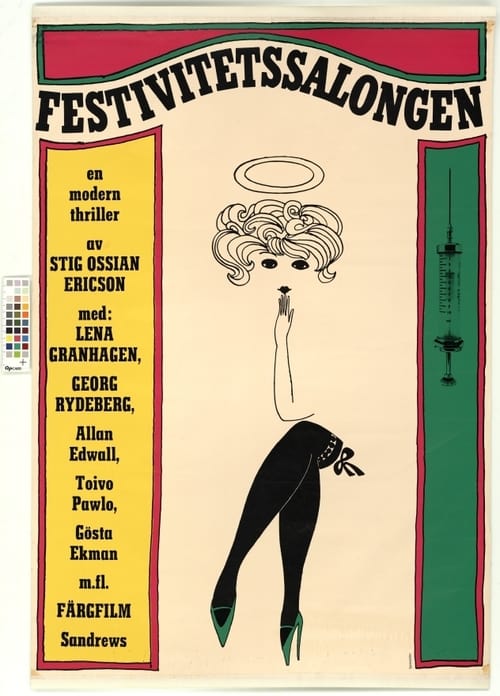 FESTIVITETSSALONGEN
en
modern
thriller
av
STIG OSSIAN
ERICSON
med:
LENA
GRANHAGEN,
GEORG
RYDEBERG,
Allan
Edwall,
Toivo
Pawlo,
Gösta
Ekman
m.fl.
FÄRGFILM
Sandrews